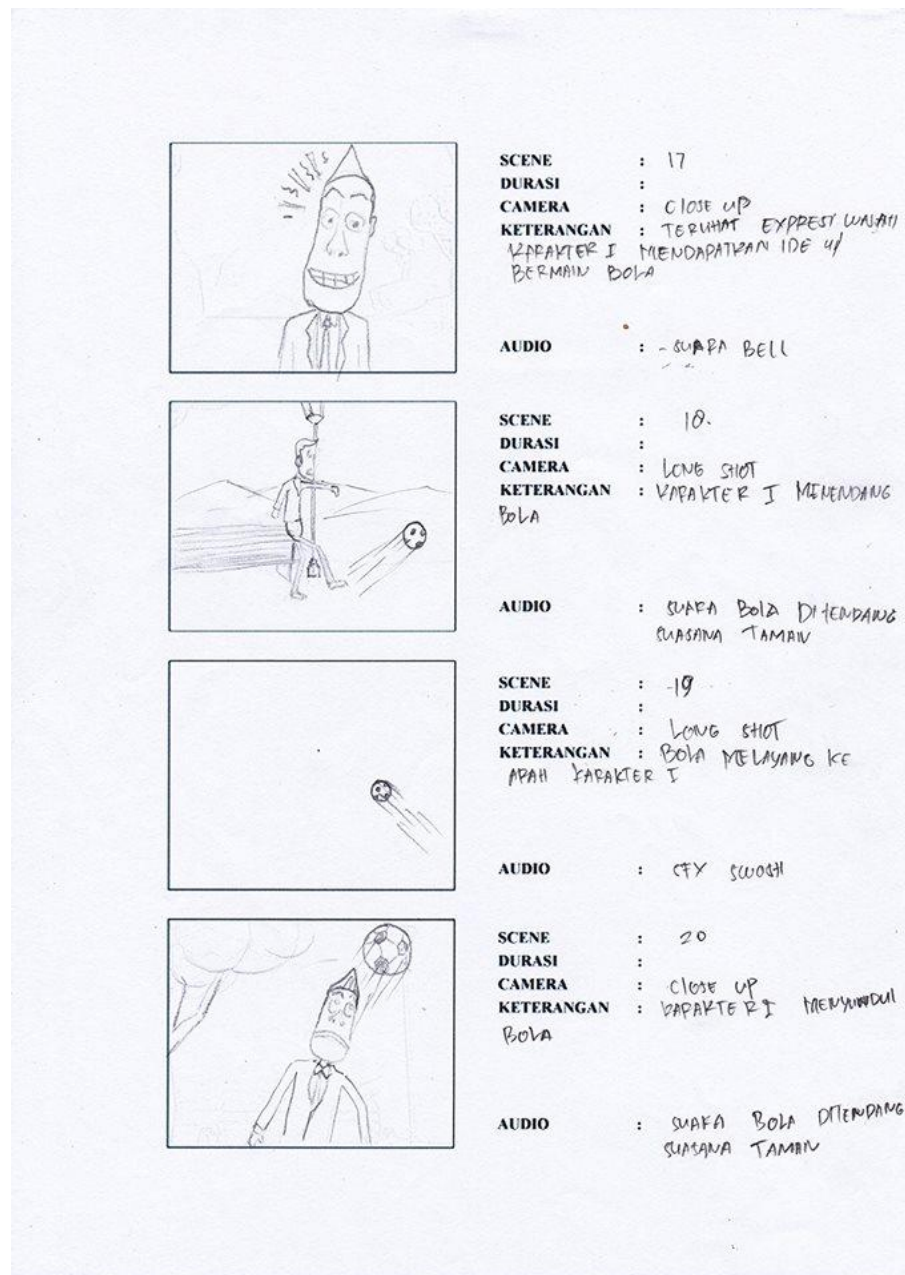 SCENE : 17
DURASI :
CAMERA : CLOSE UP
KETERANGAN : TERLIHAT EXPRESI WAJAH
KARAKTER I MENDAPATKAN IDE U/
BERMAIN BOLA
AUDIO : - SUARA BELL
SCENE : 18.
DURASI :
CAMERA : LONG SHOT
KETERANGAN : KARAKTER I MENENDANG
BOLA
AUDIO : SUARA BOLA DITENDANG
SUASANA TAMAN
SCENE : -19
DURASI :
CAMERA : LONG SHOT
KETERANGAN : BOLA MELAYANG KE
ARAH KARAKTER I
AUDIO : SFX SWOSH
SCENE : 20
DURASI :
CAMERA : CLOSE UP
KETERANGAN : KARAKTER I MENYUNDUL
BOLA
AUDIO : SUARA BOLA DITENDANG
SUASANA TAMAN